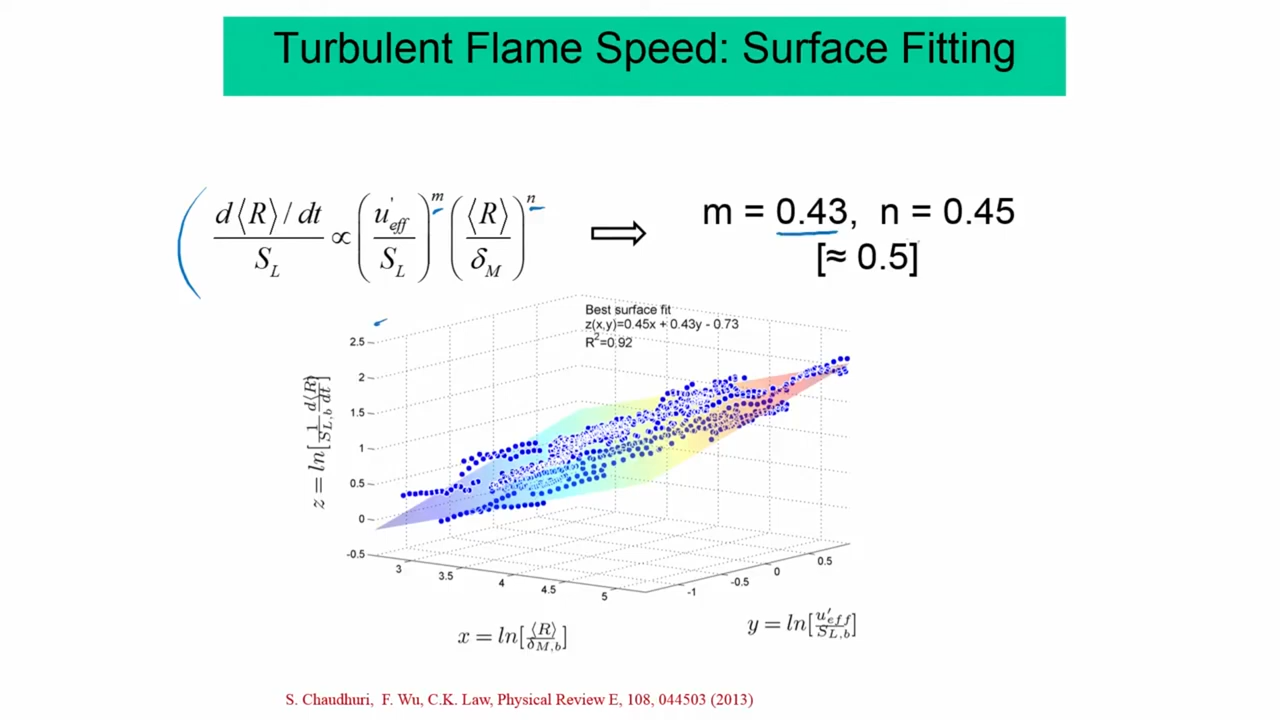 Turbulent Flame Speed: Surface Fitting
d⟨R⟩/dt / S_L ∝ (u'_eff / S_L)^m (⟨R⟩ / δ_M)^n ⇒ m = 0.43, n = 0.45
[≈ 0.5]
Best surface fit
z(x,y)=0.45x + 0.43y - 0.73
R^2=0.92
2.5
2
1.5
1
0.5
0
-0.5
z = ln[1/S_L,b d⟨R⟩/dt]
3 3.5 4 4.5 5
-1 -0.5 0 0.5
x = ln[⟨R⟩/δ_M,b]
y = ln[u'_eff/S_L,b]
S. Chaudhuri, F. Wu, C.K. Law, Physical Review E, 108, 044503 (2013)